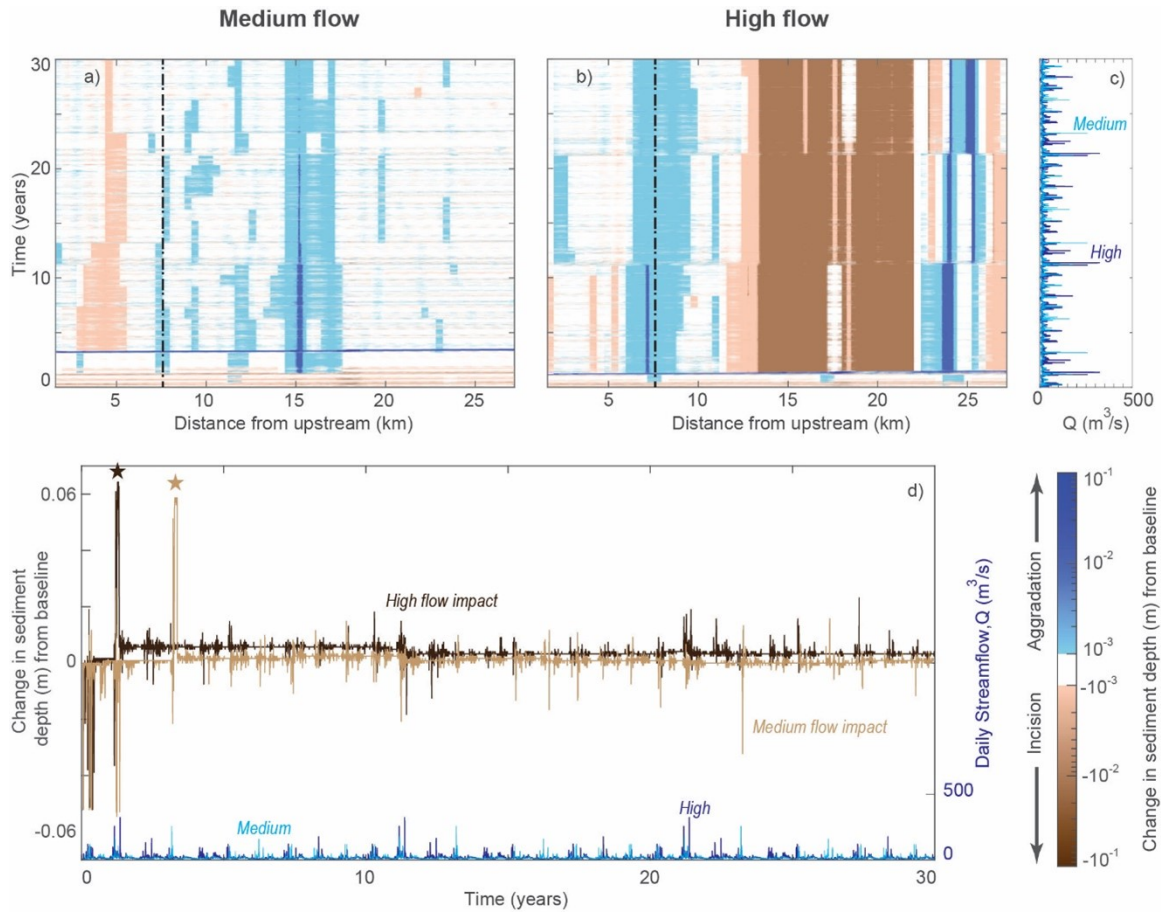 Medium flow
High flow
30
20
10
0
Time (years)
a)
5
10
15
20
25
Distance from upstream (km)
b)
5
10
15
20
25
Distance from upstream (km)
c)
Medium
High
0
500
Q (m³/s)
0.06
0
-0.06
Change in sediment
depth (m) from baseline
d)
High flow impact
Medium flow impact
Medium
High
500
0
Daily Streamflow,Q (m³/s)
0
10
20
30
Time (years)
Aggradation
Incision
10⁻¹
10⁻²
10⁻³
-10⁻³
-10⁻²
-10⁻¹
Change in sediment depth (m) from baseline